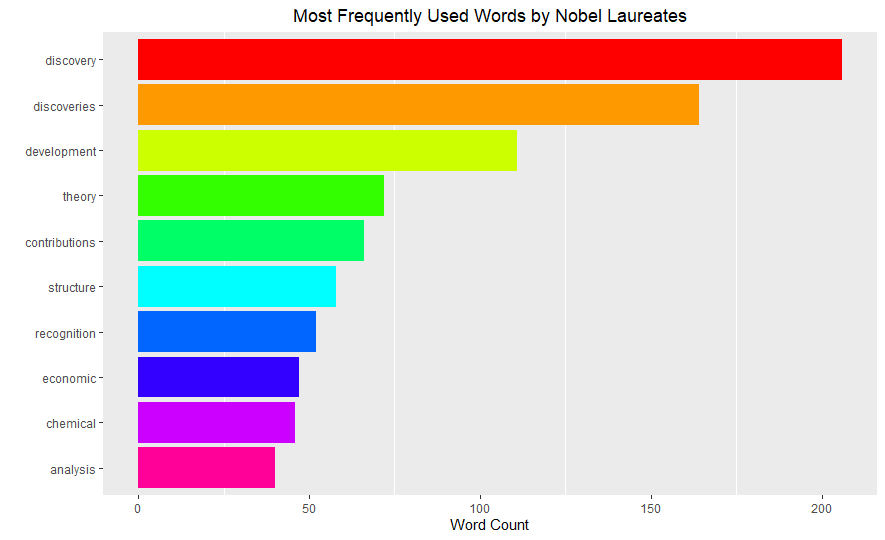 Most Frequently Used Words by Nobel Laureates
discovery
discoveries
development
theory
contributions
structure
recognition
economic
chemical
analysis
0 50 100 150 200
Word Count